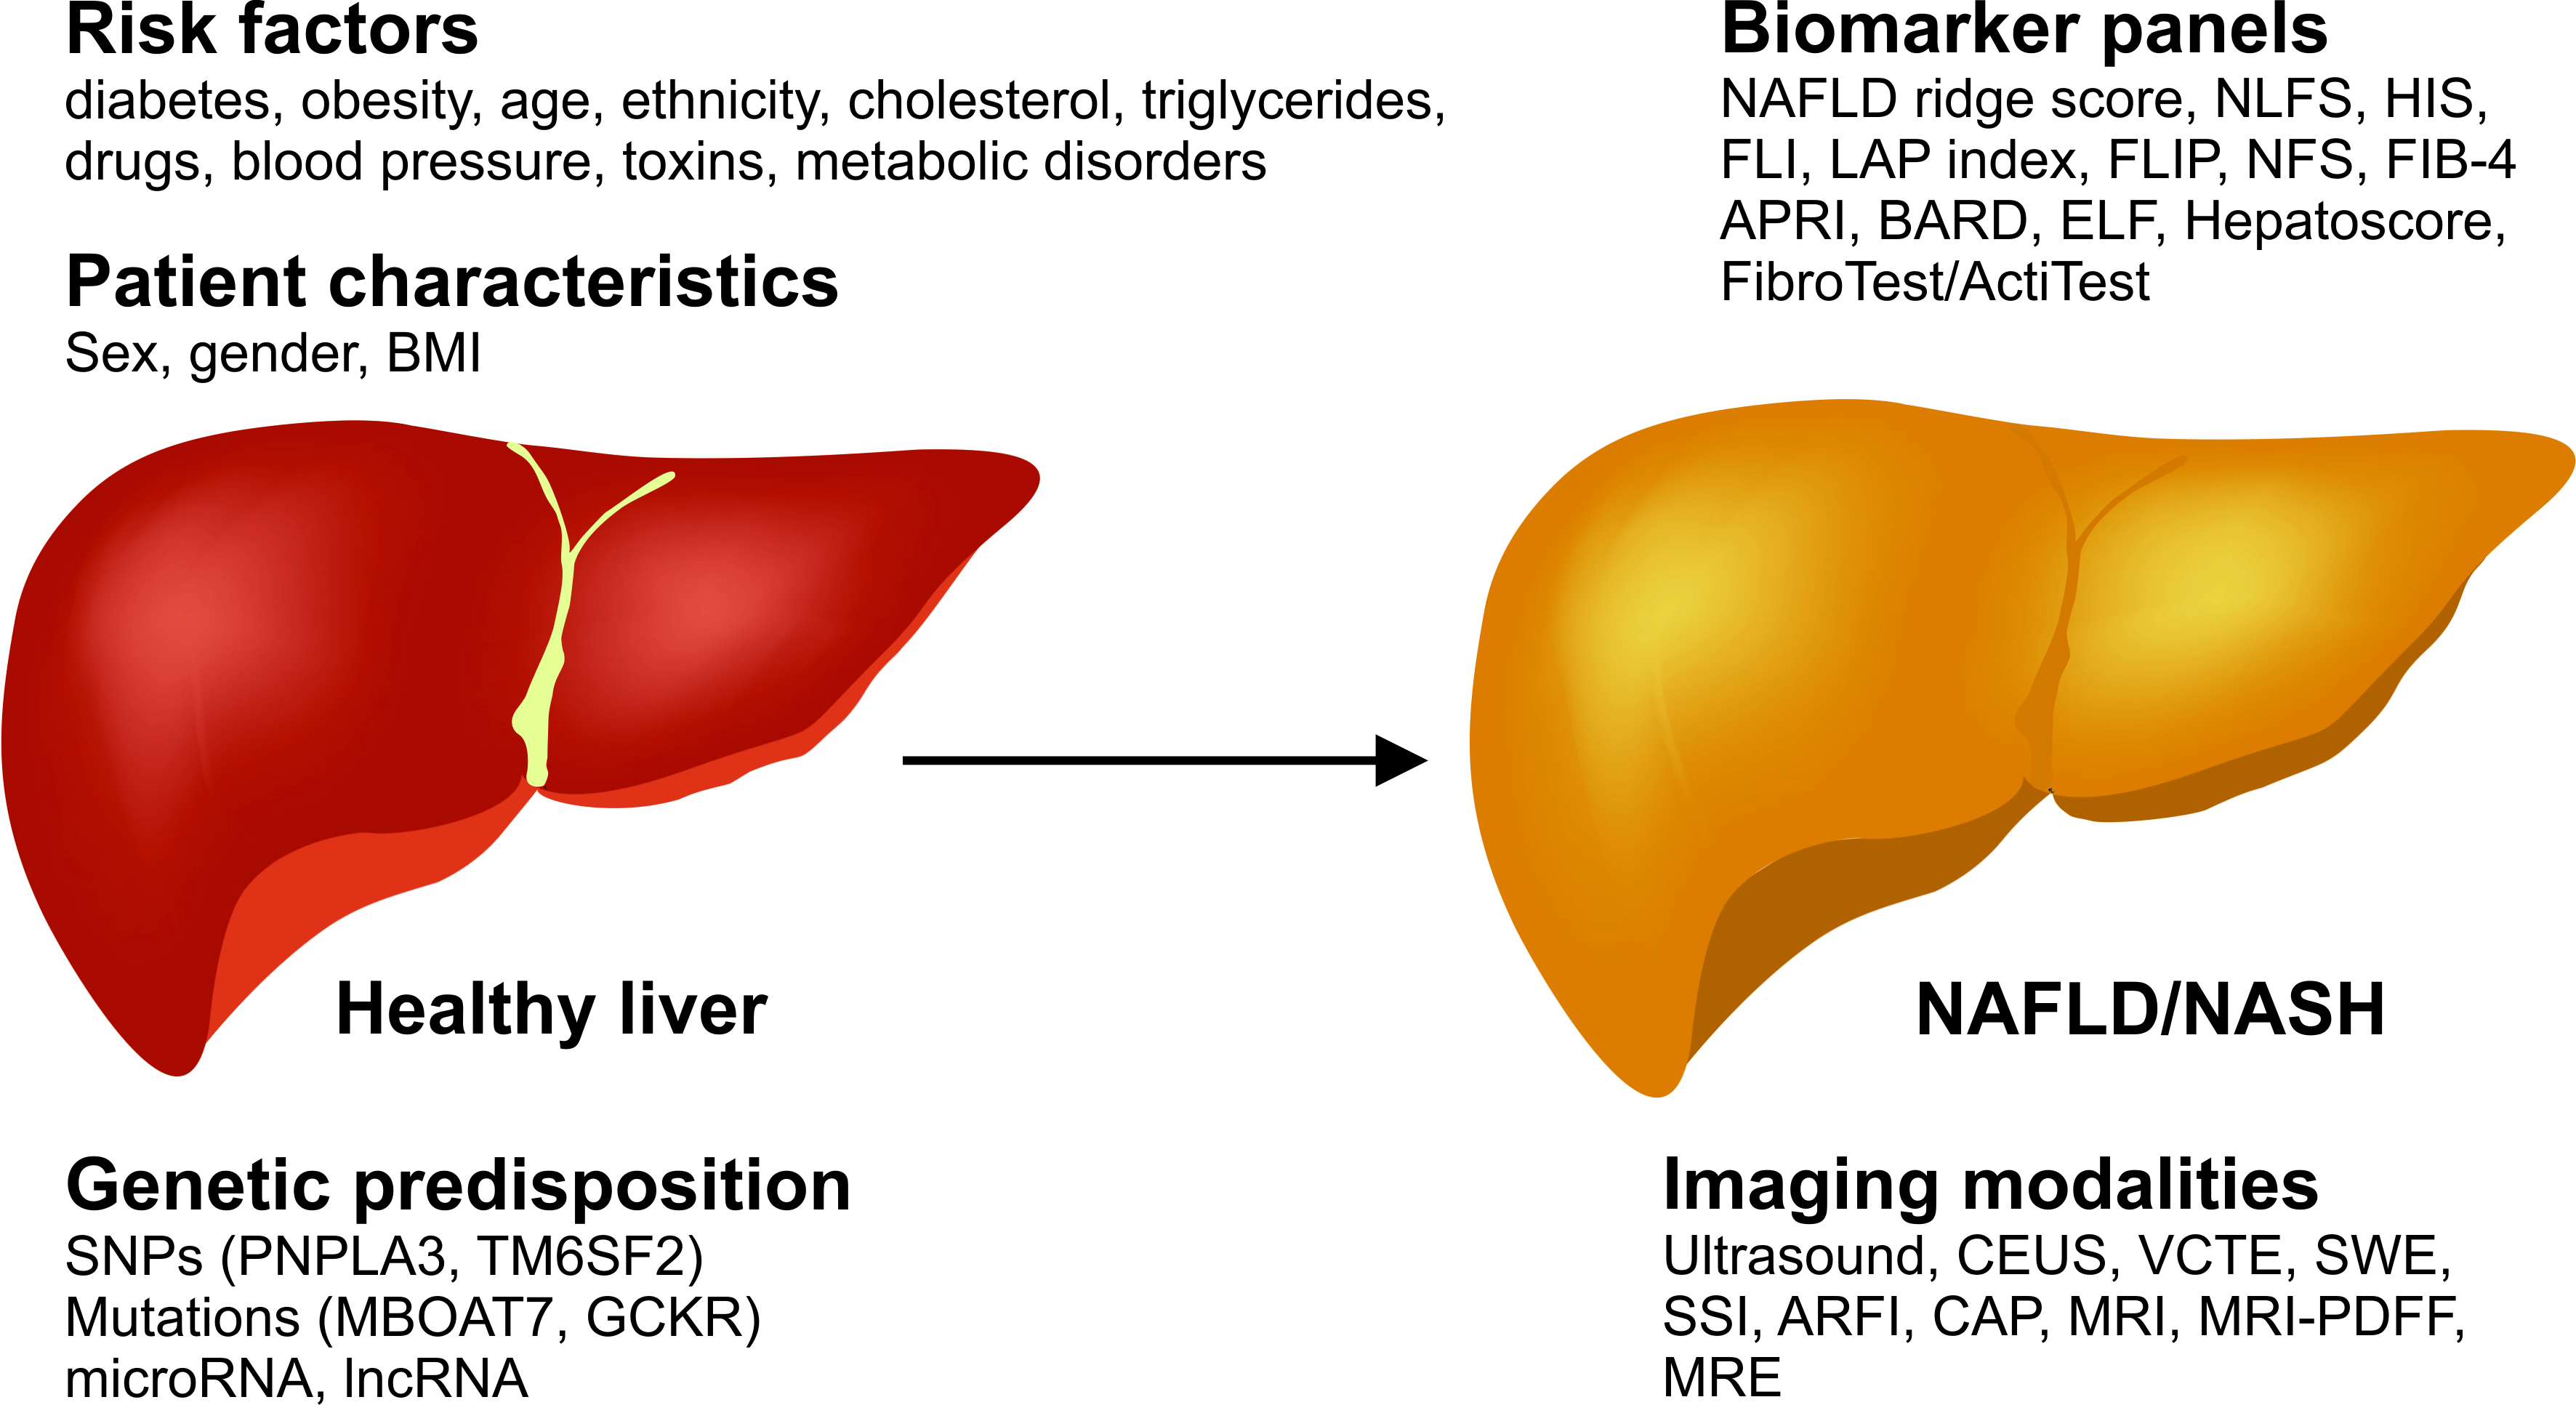 Risk factors
diabetes, obesity, age, ethnicity, cholesterol, triglycerides,
drugs, blood pressure, toxins, metabolic disorders
Patient characteristics
Sex, gender, BMI
Biomarker panels
NAFLD ridge score, NLFS, HIS,
FLI, LAP index, FLIP, NFS, FIB-4
APRI, BARD, ELF, Hepatoscore,
FibroTest/ActiTest
Healthy liver
NAFLD/NASH
Genetic predisposition
SNPs (PNPLA3, TM6SF2)
Mutations (MBOAT7, GCKR)
microRNA, lncRNA
Imaging modalities
Ultrasound, CEUS, VCTE, SWE,
SSI, ARFI, CAP, MRI, MRI-PDFF,
MRE